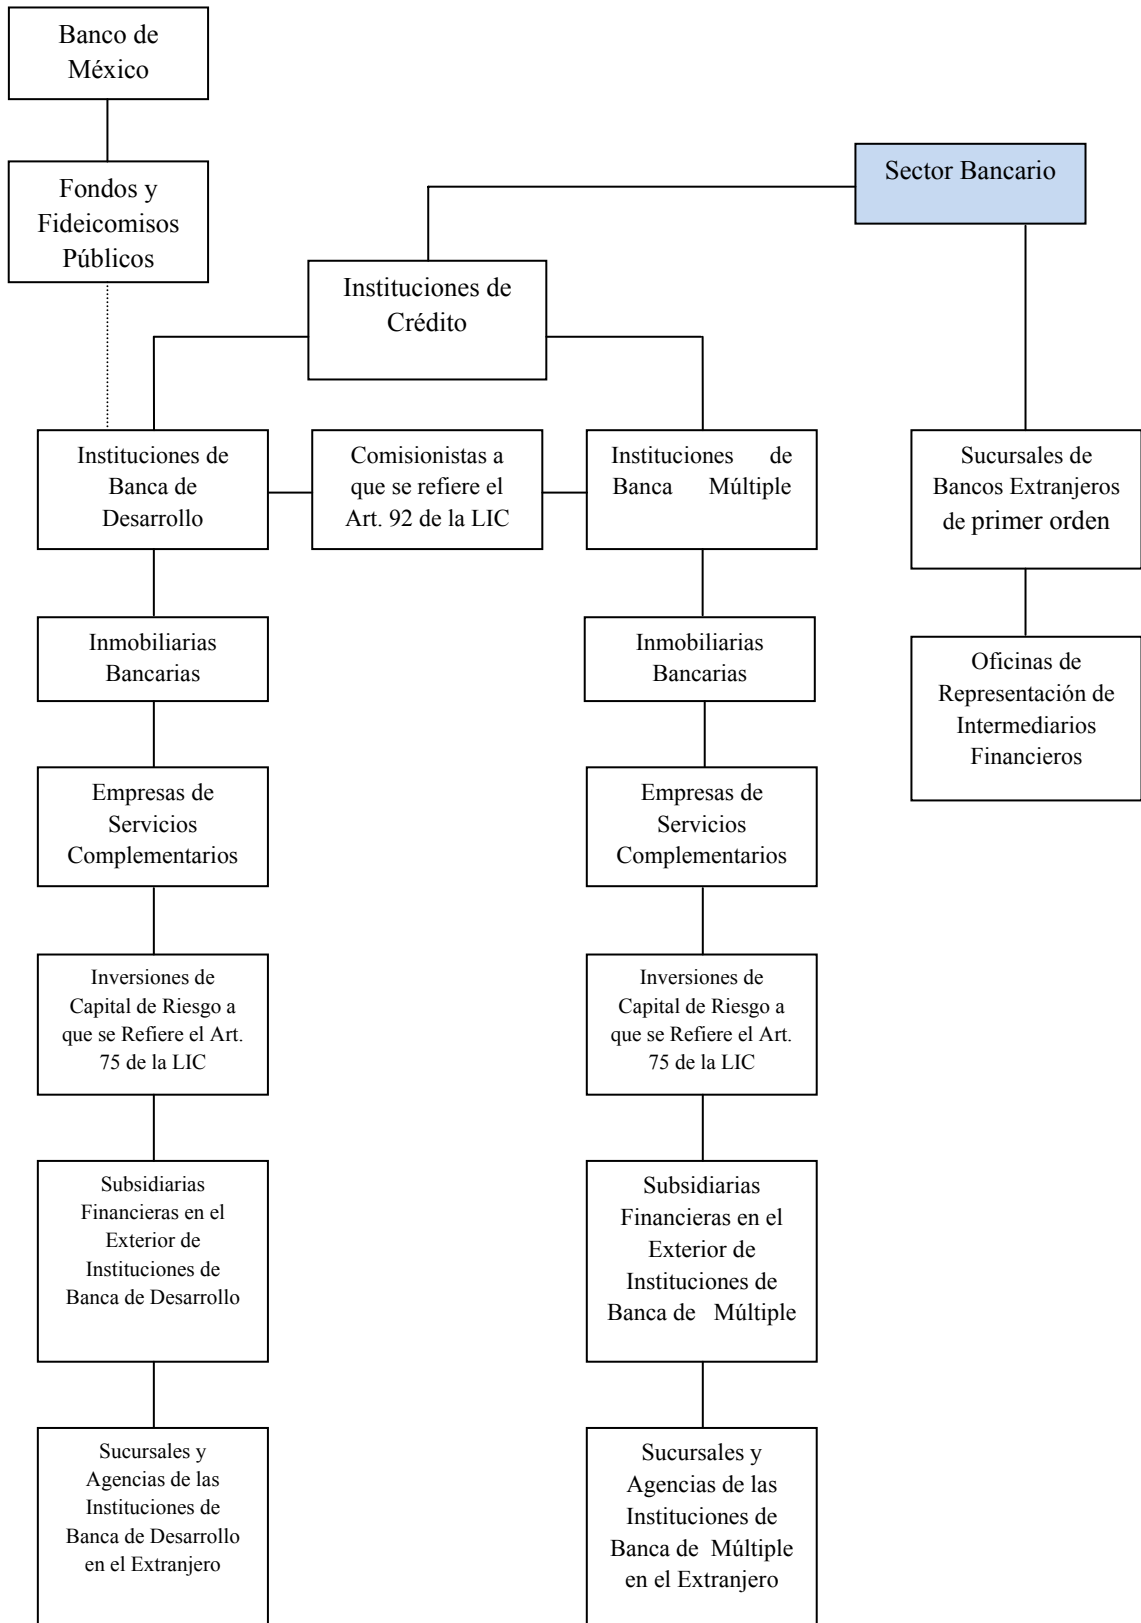 Banco de
México
Sector Bancario
Fondos y
Fideicomisos
Públicos
Instituciones de
Crédito
Instituciones de
Banca de
Desarrollo
Comisionistas a
que se refiere el
Art. 92 de la LIC
Instituciones de
Banca Múltiple
Sucursales de
Bancos Extranjeros
de primer orden
Inmobiliarias
Bancarias
Inmobiliarias
Bancarias
Oficinas de
Representación de
Intermediarios
Financieros
Empresas de
Servicios
Complementarios
Empresas de
Servicios
Complementarios
Inversiones de
Capital de Riesgo a
que se Refiere el Art.
75 de la LIC
Inversiones de
Capital de Riesgo a
que se Refiere el Art.
75 de la LIC
Subsidiarias
Financieras en el
Exterior de
Instituciones de
Banca de Desarrollo
Subsidiarias
Financieras en el
Exterior de
Instituciones de
Banca de Múltiple
Sucursales y
Agencias de las
Instituciones de
Banca de Desarrollo
en el Extranjero
Sucursales y
Agencias de las
Instituciones de
Banca de Múltiple
en el Extranjero